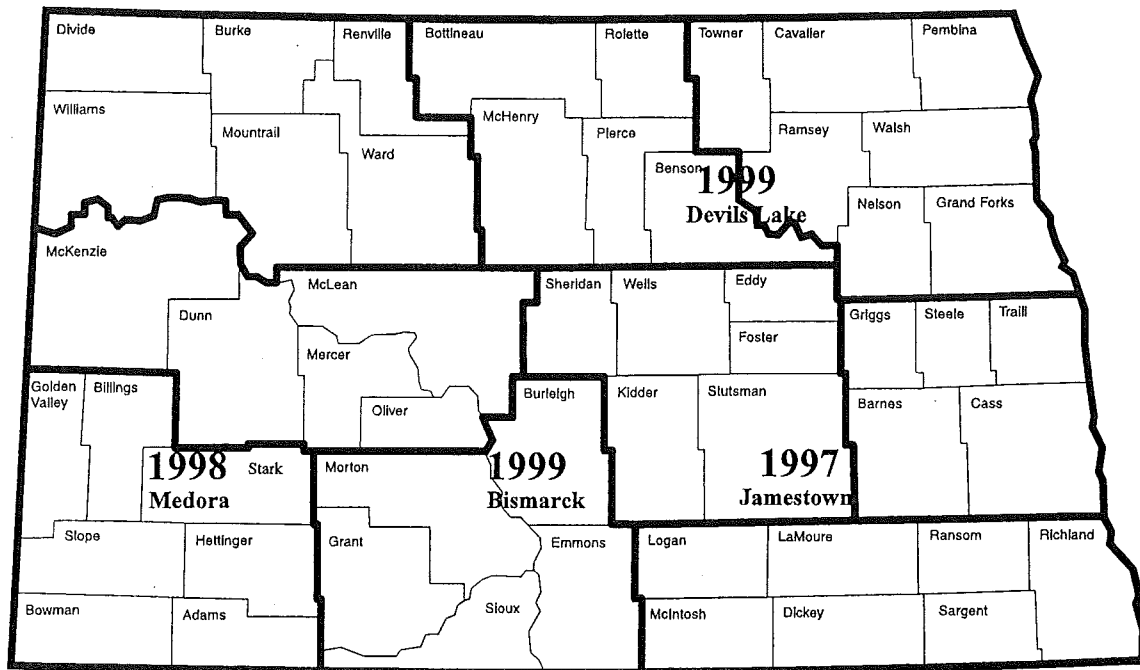 Divide
Burke
Renville
Bottineau
Rolette
Towner
Cavalier
Pembina
Williams
Mountrail
Ward
McHenry
Pierce
Benson
Ramsey
Walsh
1999
Devils Lake
Nelson
Grand Forks
McKenzie
Dunn
McLean
Mercer
Oliver
Sheridan
Wells
Eddy
Foster
Griggs
Steele
Traill
Golden
Valley
Billings
Burleigh
Kidder
Stutsman
Barnes
Cass
1998
Medora
Stark
Morton
1999
Bismarck
1997
Jamestown
Slope
Hettinger
Grant
Emmons
Logan
LaMoure
Ransom
Richland
Bowman
Adams
Sioux
McIntosh
Dickey
Sargent